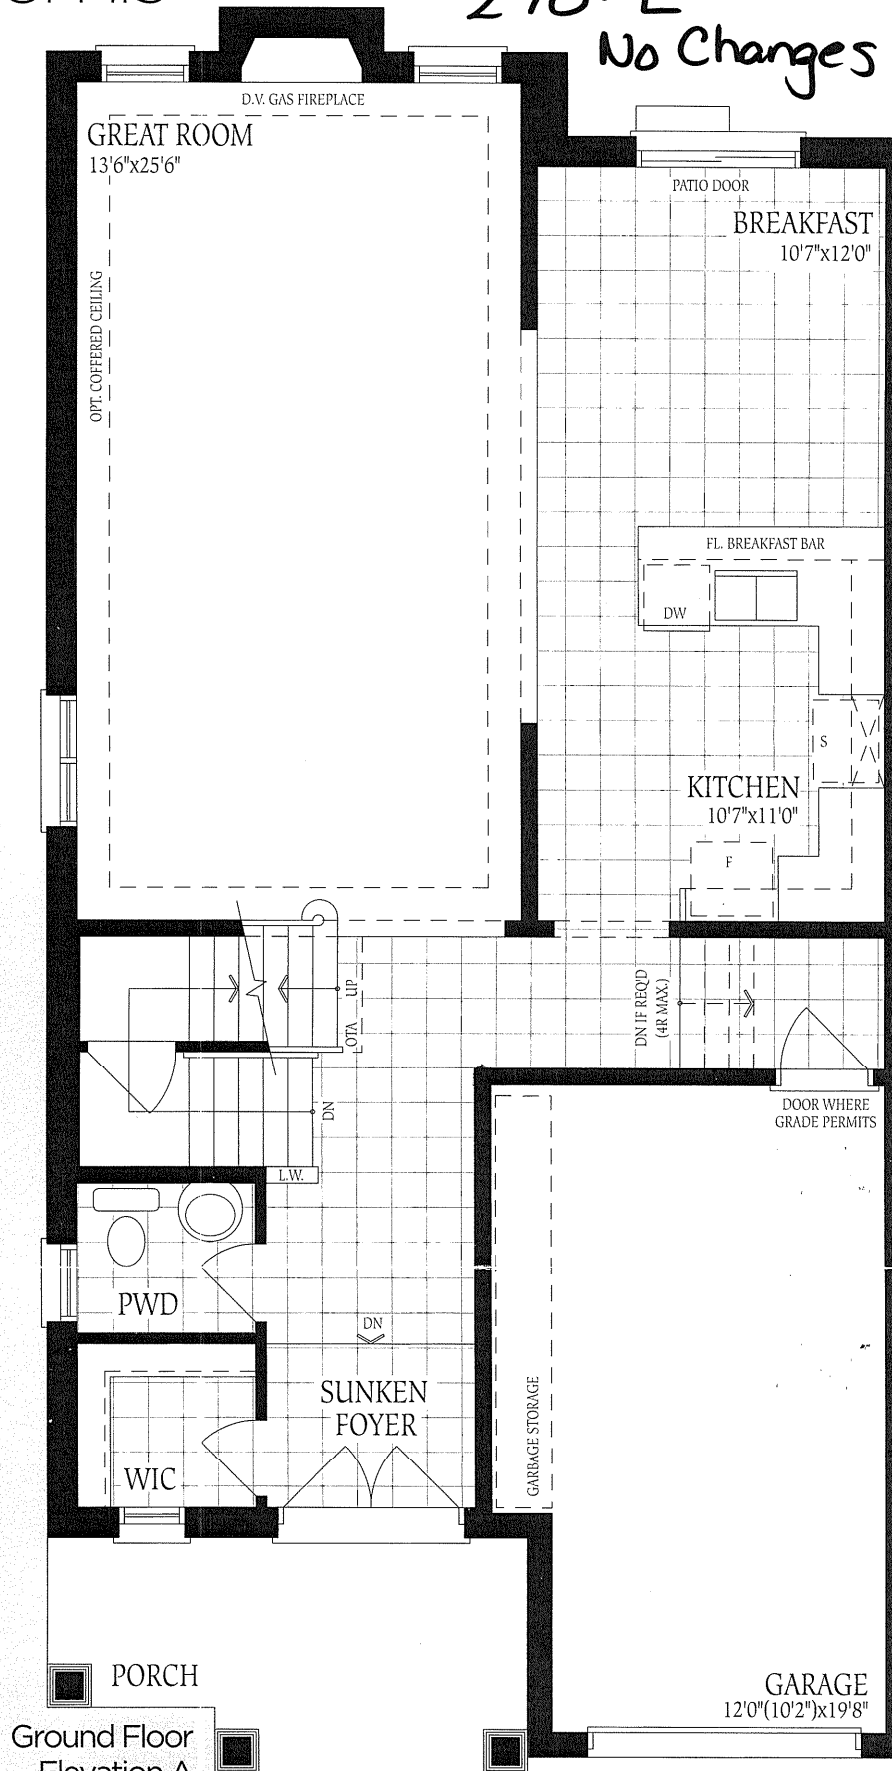 No Changes
D.V. GAS FIREPLACE
GREAT ROOM
13'6"x25'6"
PATIO DOOR
BREAKFAST
10'7"x12'0"
OPT. COFFERED CEILING
FL. BREAKFAST BAR
DW
S
KITCHEN
10'7"x11'0"
F
UP
OTA
DN IF REQ'D
(4R MAX.)
DN
DOOR WHERE
GRADE PERMITS
L.W.
PWD
DN
SUNKEN
FOYER
GARBAGE STORAGE
WIC
PORCH
GARAGE
12'0"(10'2")x19'8"
Ground Floor
Elevation A